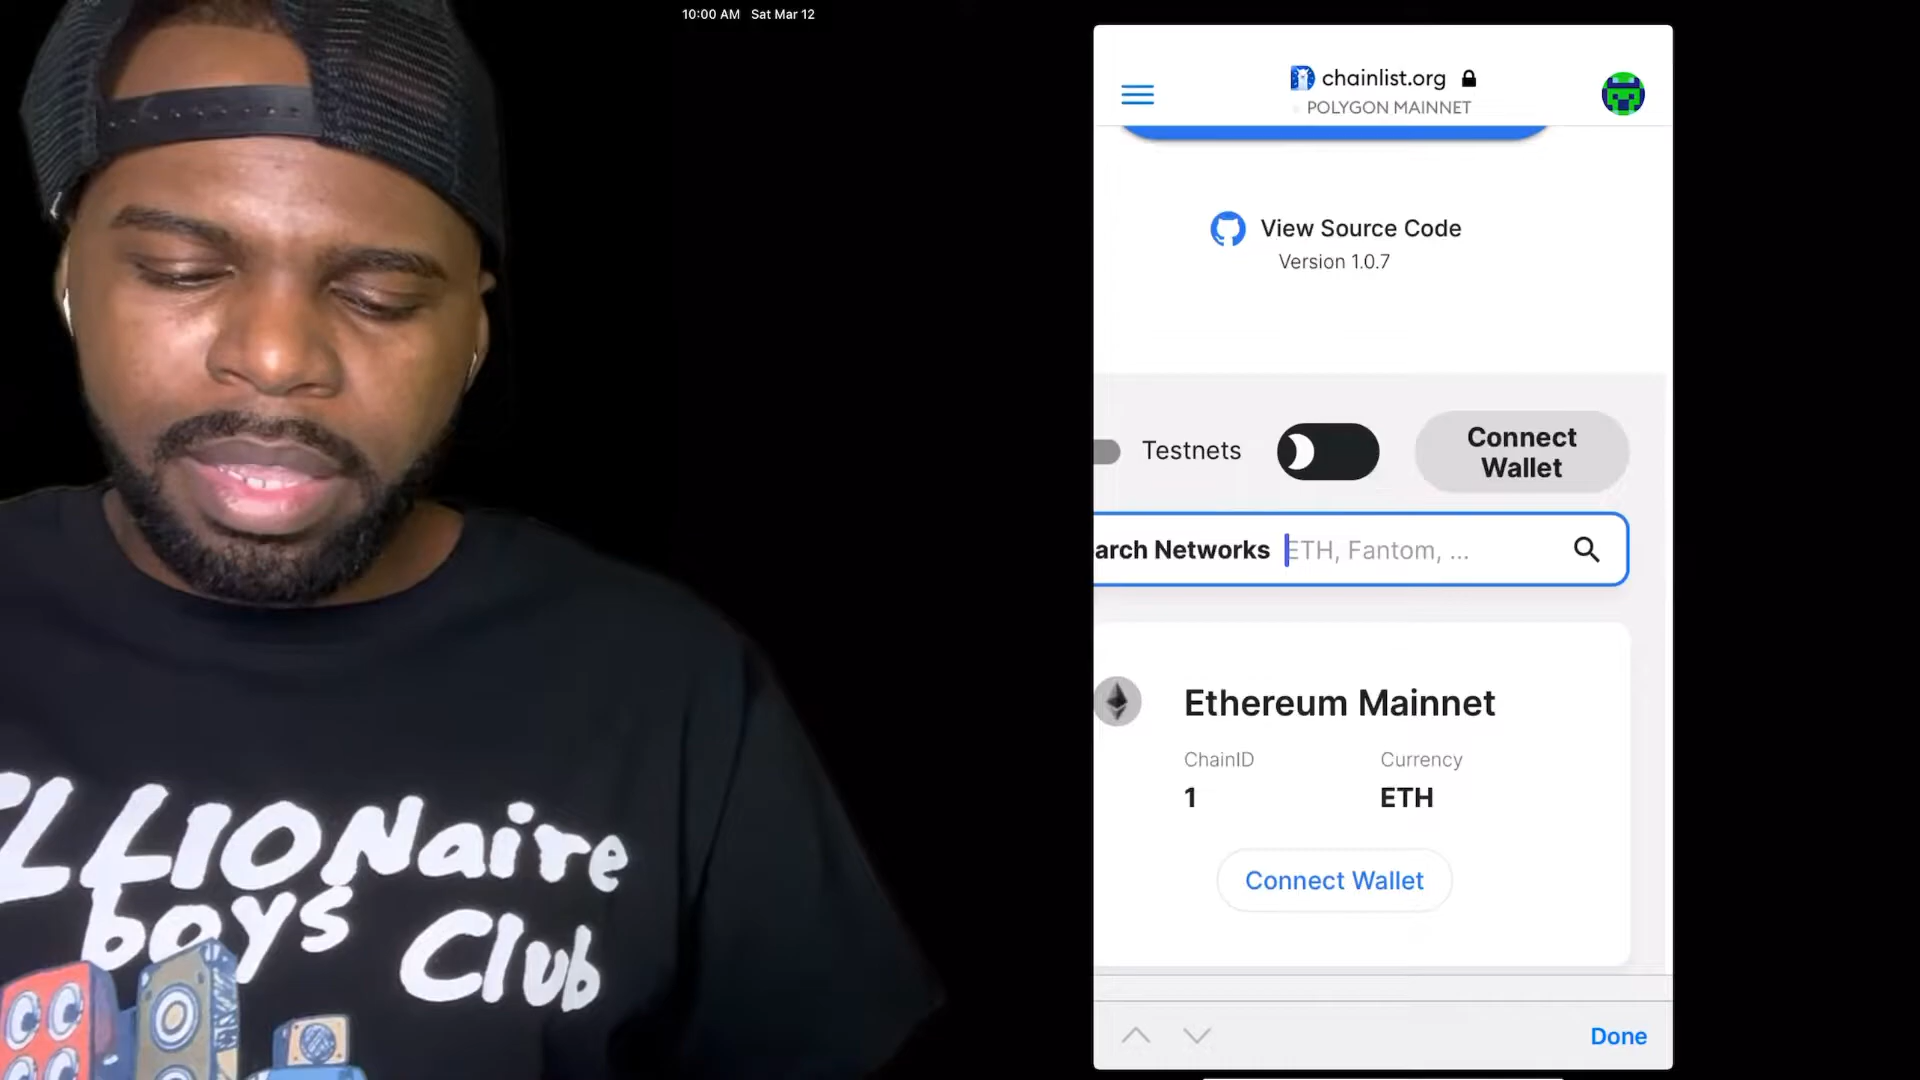 10:00 AM Sat Mar 12
chainlist.org
POLYGON MAINNET
View Source Code
Version 1.0.7
Testnets
Connect
Wallet
arch Networks ETH, Fantom, ...
Ethereum Mainnet
ChainID Currency
1 ETH
Connect Wallet
Done
LLIONaire
boys
Club